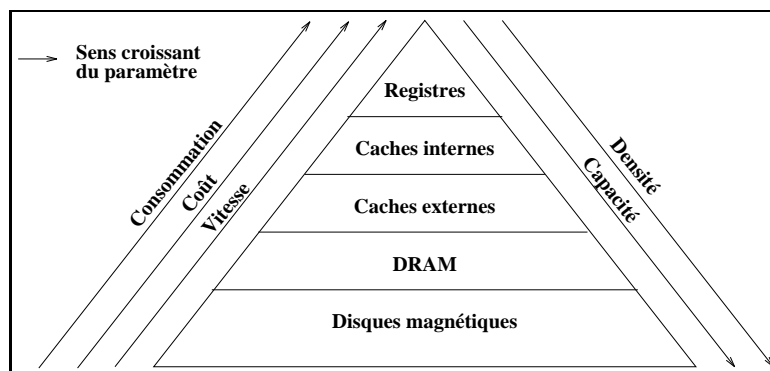 Sens croissant
du paramètre
Registres
Caches internes
Caches externes
DRAM
Disques magnétiques
Consommation
Coût
Vitesse
Densité
Capacité